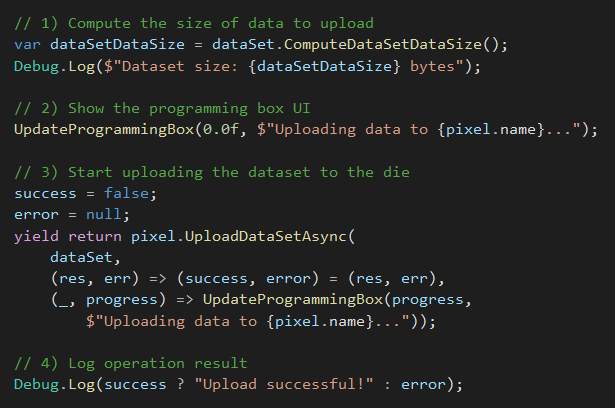 // 1) Compute the size of data to upload
var dataSetDataSize = dataSet.ComputeDataSetDataSize();
Debug.Log($"Dataset size: {dataSetDataSize} bytes");
// 2) Show the programming box UI
UpdateProgrammingBox(0.0f, $"Uploading data to {pixel.name}...");
// 3) Start uploading the dataset to the die
success = false;
error = null;
yield return pixel.UploadDataSetAsync(
dataSet,
(res, err) => (success, error) = (res, err),
(_, progress) => UpdateProgrammingBox(progress,
$"Uploading data to {pixel.name}..."));
// 4) Log operation result
Debug.Log(success ? "Upload successful!" : error);